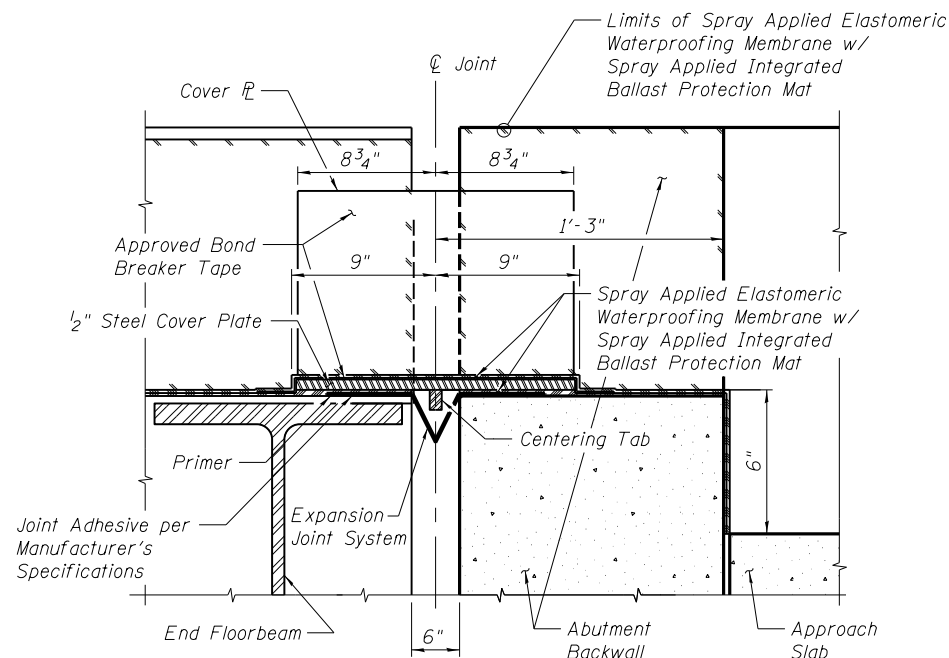 Limits of Spray Applied Elastomeric
Waterproofing Membrane w/
Spray Applied Integrated
Ballast Protection Mat
℄ Joint
Cover ⅊
8¾"
8¾"
1'-3"
Approved Bond
Breaker Tape
9"
9"
½" Steel Cover Plate
Spray Applied Elastomeric
Waterproofing Membrane w/
Spray Applied Integrated
Ballast Protection Mat
Centering Tab
6"
Primer
Expansion
Joint System
Joint Adhesive per
Manufacturer's
Specifications
End Floorbeam
6"
Abutment
Backwall
Approach
Slab